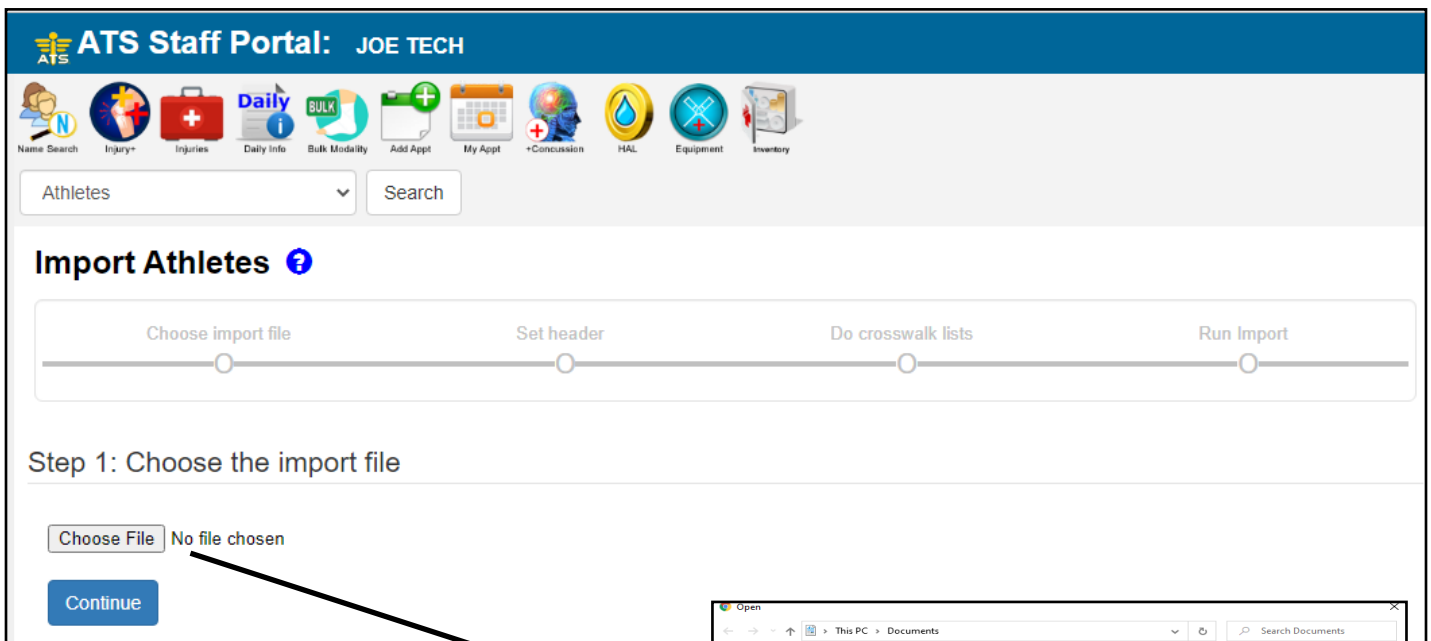 ATS
ATS Staff Portal: JOE TECH
N
Daily
BULK
Name Search Injury+ Injuries Daily Info Bulk Modality Add Appt My Appt +Concussion HAL Equipment Inventory
Athletes Search
Import Athletes ?
Choose import file Set header Do crosswalk lists Run Import
Step 1: Choose the import file
Choose File No file chosen
Continue
Open
This PC > Documents Search Documents